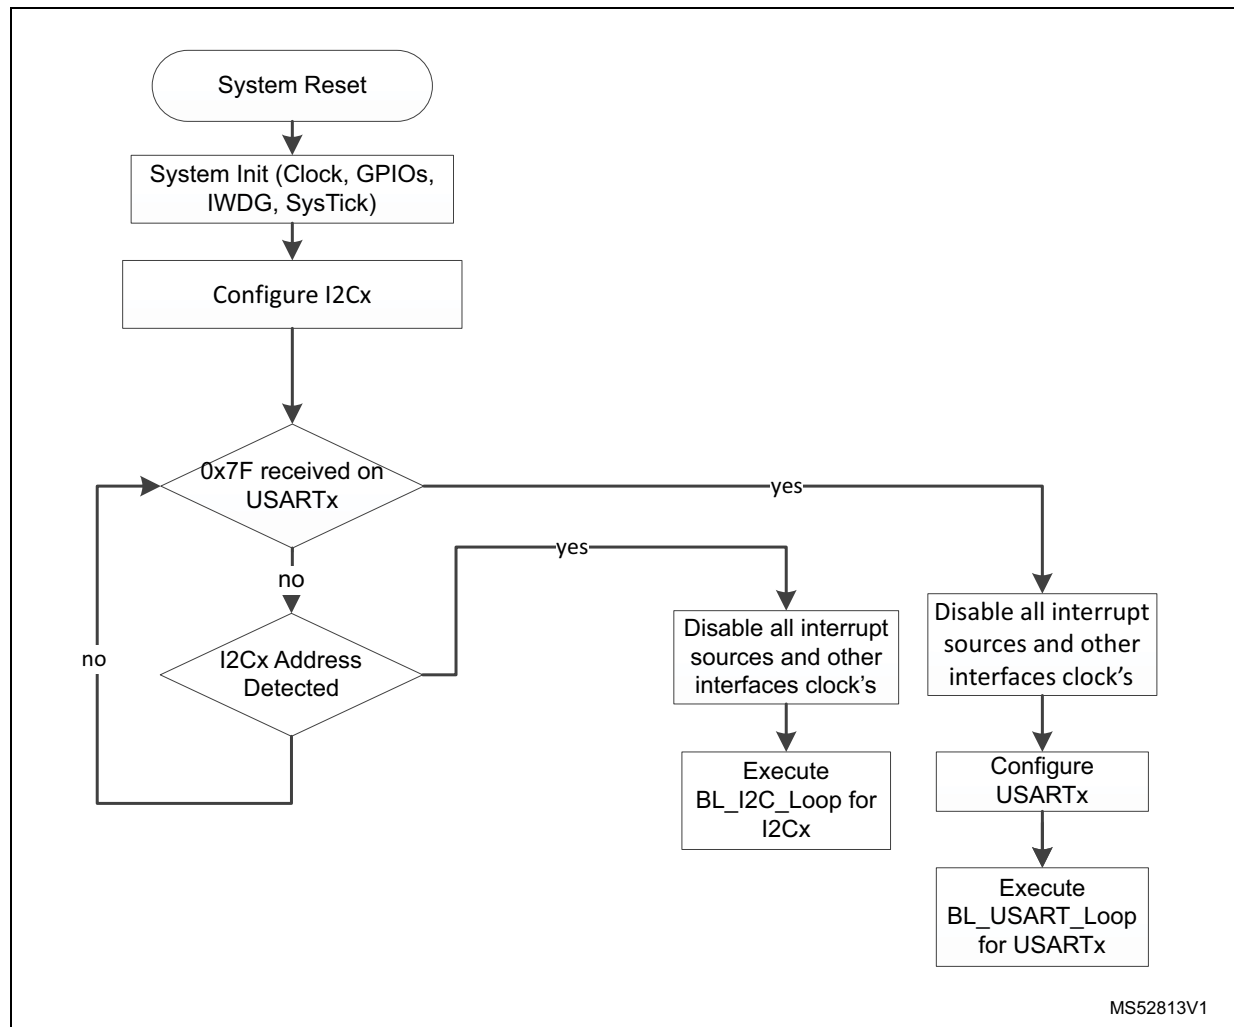 System Reset
System Init (Clock, GPIOs,
IWDG, SysTick)
Configure I2Cx
0x7F received on
USARTx
yes
no
yes
no
I2Cx Address
Detected
Disable all interrupt
sources and other
interfaces clock’s
Disable all interrupt
sources and other
interfaces clock’s
Execute
BL_I2C_Loop for
I2Cx
Configure
USARTx
Execute
BL_USART_Loop
for USARTx
MS52813V1